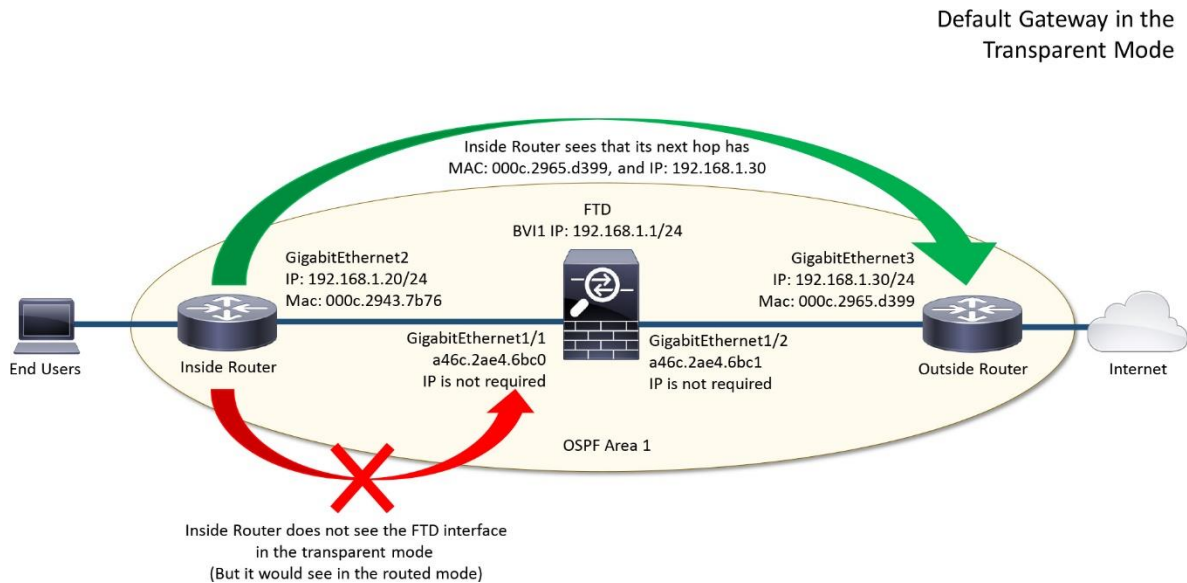 Default Gateway in the
Transparent Mode
Inside Router sees that its next hop has
MAC: 000c.2965.d399, and IP: 192.168.1.30
FTD
BVI1 IP: 192.168.1.1/24
GigabitEthernet2
IP: 192.168.1.20/24
Mac: 000c.2943.7b76
GigabitEthernet3
IP: 192.168.1.30/24
Mac: 000c.2965.d399
GigabitEthernet1/1
a46c.2ae4.6bc0
IP is not required
GigabitEthernet1/2
a46c.2ae4.6bc1
IP is not required
End Users
Inside Router
Outside Router
Internet
OSPF Area 1
Inside Router does not see the FTD interface
in the transparent mode
(But it would see in the routed mode)